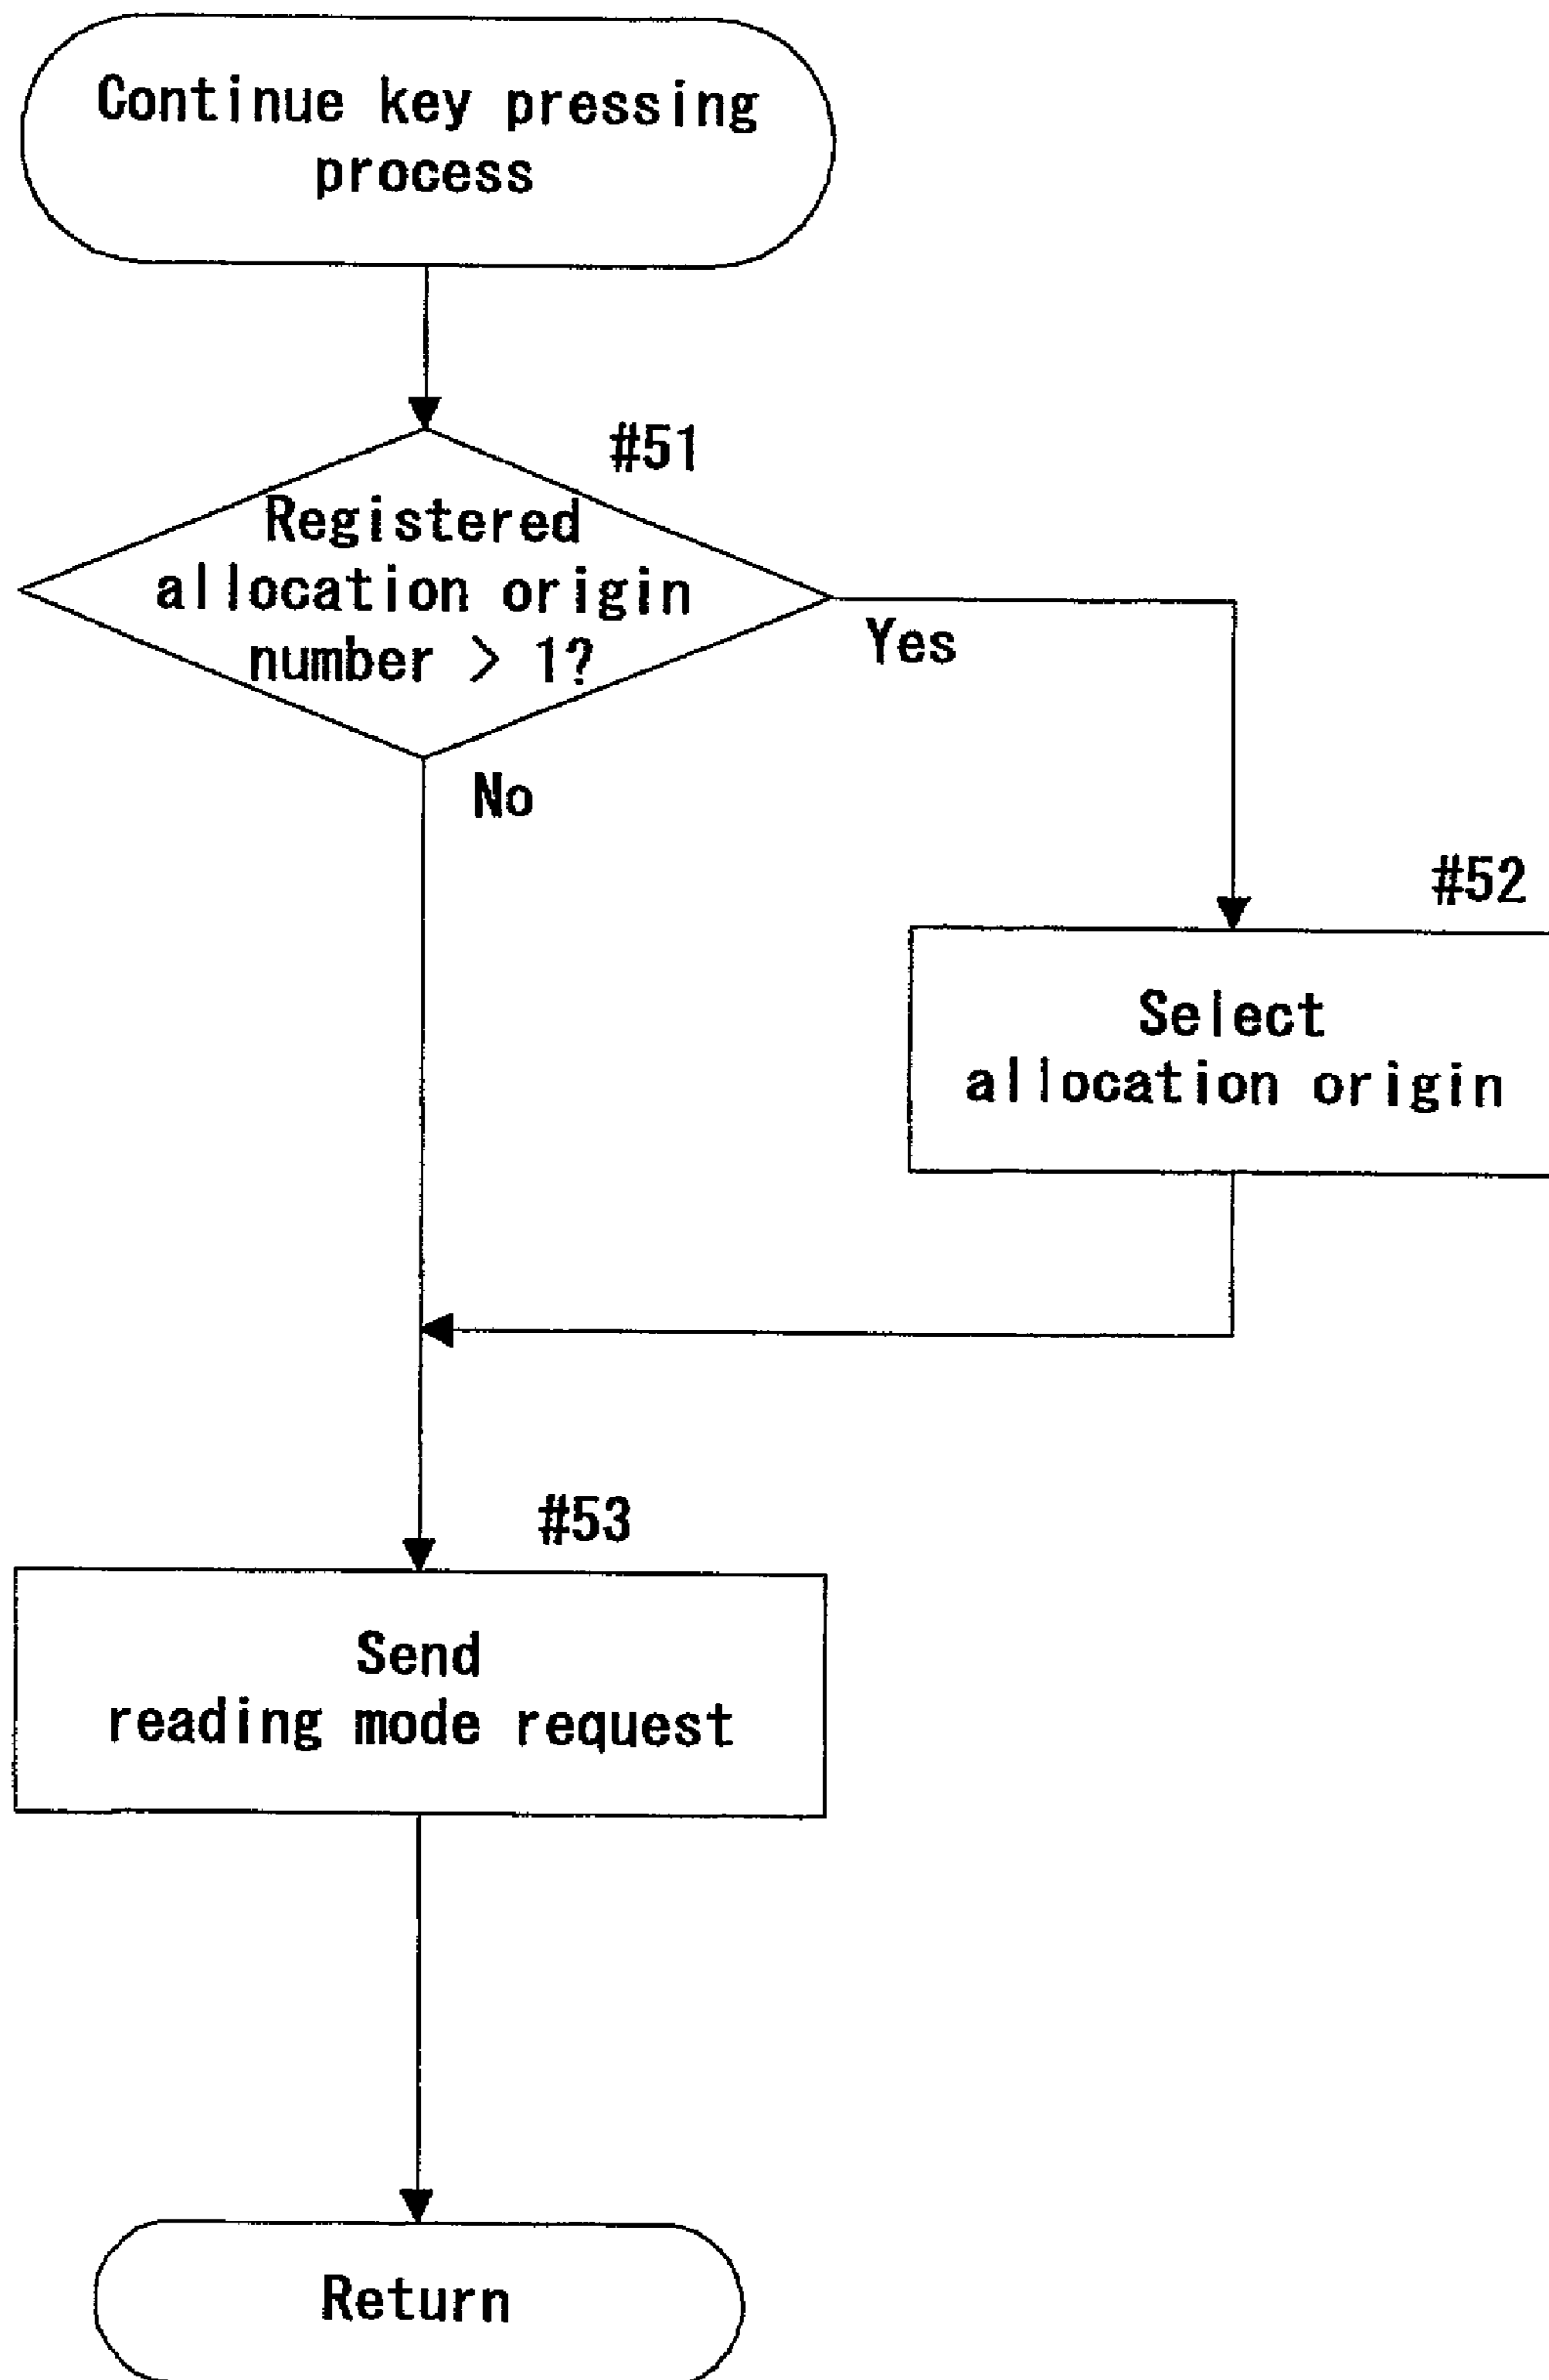 Continue key pressing
process
#51
Registered
allocation origin
number > 1?
Yes
No
#52
Select
allocation origin
#53
Send
reading mode request
Return